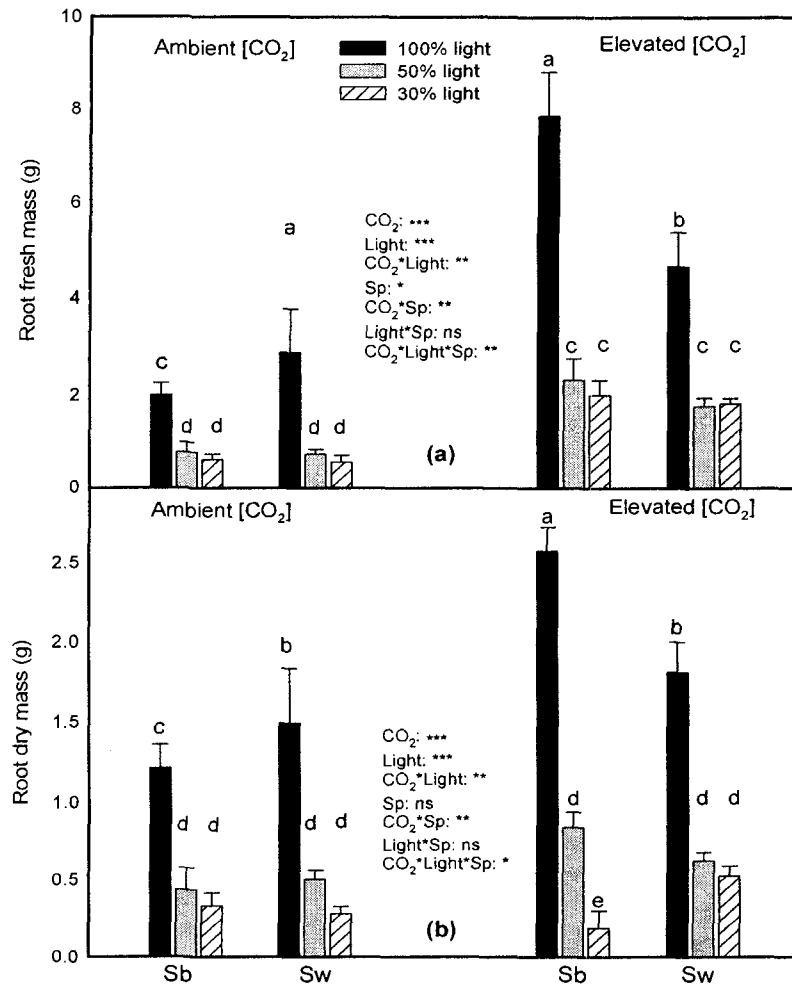 Ambient [CO₂]
100% light
50% light
30% light
Elevated [CO₂]
Root fresh mass (g)
10
8
6
4
2
0
a
a
b
c
d d
d d
c c
c c
CO₂: ***
Light: ***
CO₂*Light: **
Sp: *
CO₂*Sp: **
Light*Sp: ns
CO₂*Light*Sp: **
(a)
Ambient [CO₂]
Elevated [CO₂]
Root dry mass (g)
2.5
2.0
1.5
1.0
0.5
0.0
a
b
b
c
d d
d d
d
e
d d
CO₂: ***
Light: ***
CO₂*Light: **
Sp: ns
CO₂*Sp: **
Light*Sp: ns
CO₂*Light*Sp: *
(b)
Sb
Sw
Sb
Sw